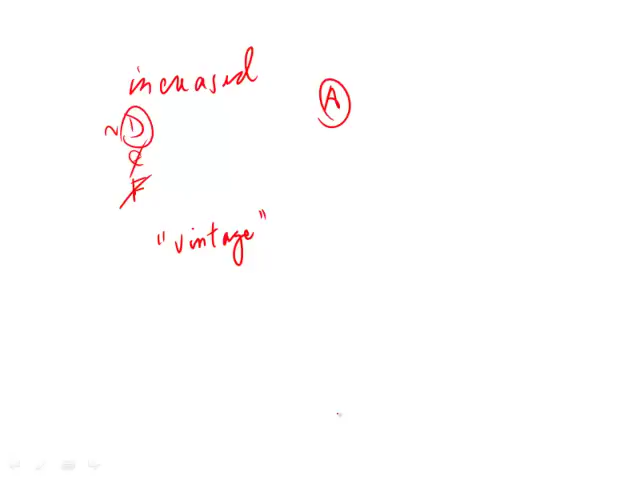 increased
A
~ D
F
"vintage"